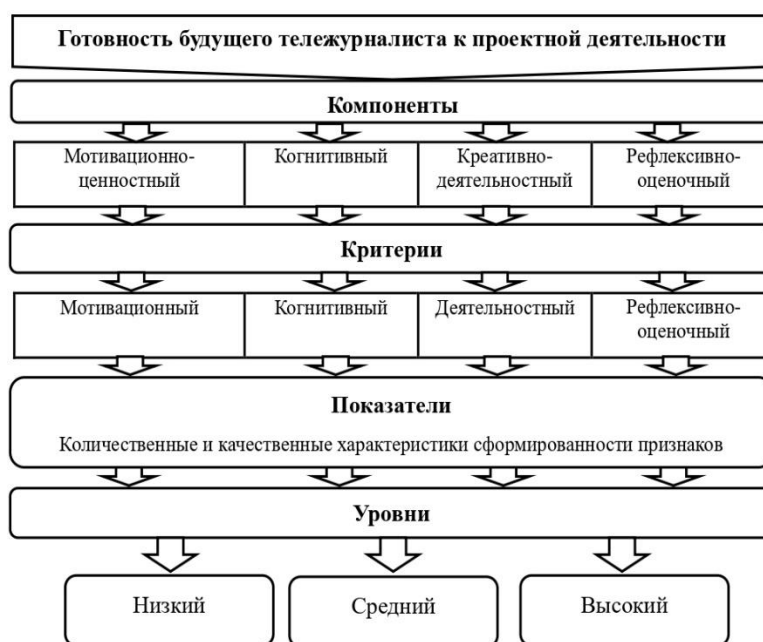 Готовность будущего тележурналиста к проектной деятельности
Компоненты
Мотивационно-
ценностный
Когнитивный
Креативно-
деятельностный
Рефлексивно-
оценочный
Критерии
Мотивационный
Когнитивный
Деятельностный
Рефлексивно-
оценочный
Показатели
Количественные и качественные характеристики сформированности признаков
Уровни
Низкий
Средний
Высокий